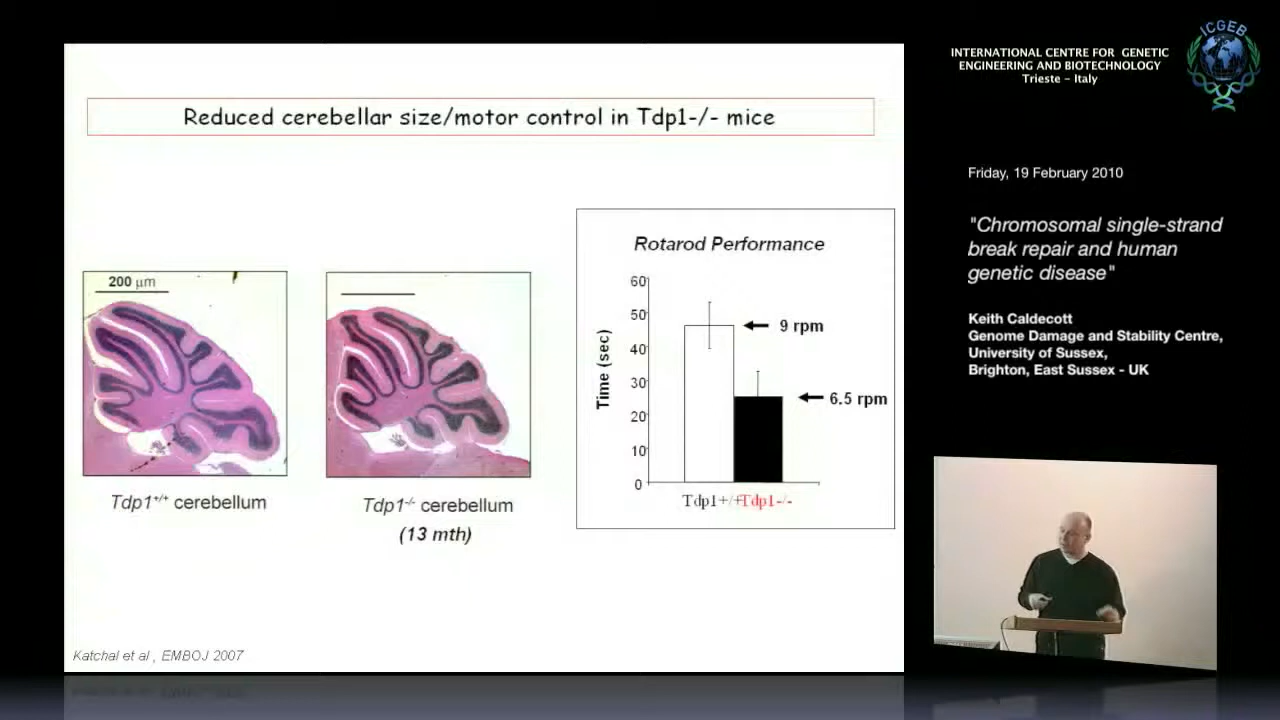 Reduced cerebellar size/motor control in Tdp1-/- mice
200 µm
Tdp1+/+ cerebellum
Tdp1-/- cerebellum
(13 mth)
Rotarod Performance
Time (sec)
60
50
40
30
20
10
0
9 rpm
6.5 rpm
Tdp1+/+
Tdp1-/-
Katchal et al , EMBOJ 2007
INTERNATIONAL CENTRE FOR GENETIC
ENGINEERING AND BIOTECHNOLOGY
Trieste - Italy
ICGEB
Friday, 19 February 2010
"Chromosomal single-strand
break repair and human
genetic disease"
Keith Caldecott
Genome Damage and Stability Centre,
University of Sussex,
Brighton, East Sussex - UK